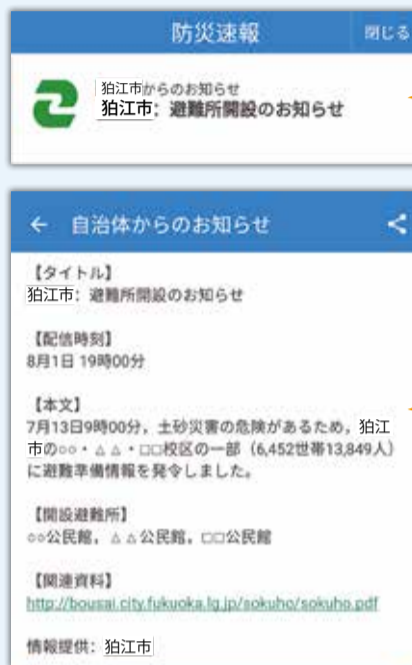 防災速報
閉じる
狛江市からのお知らせ
狛江市：避難所開設のお知らせ
自治体からのお知らせ
【タイトル】
狛江市：避難所開設のお知らせ
【配信時刻】
8月1日 19時00分
【本文】
7月13日9時00分，土砂災害の危険があるため，狛江
市の○○・△△・□□校区の一部（6,452世帯13,849人）
に避難準備情報を発令しました。
【開設避難所】
○○公民館，△△公民館，□□公民館
【関連資料】
http://bousai.city.fukuoka.lg.jp/sokuho/sokuho.pdf
情報提供：狛江市